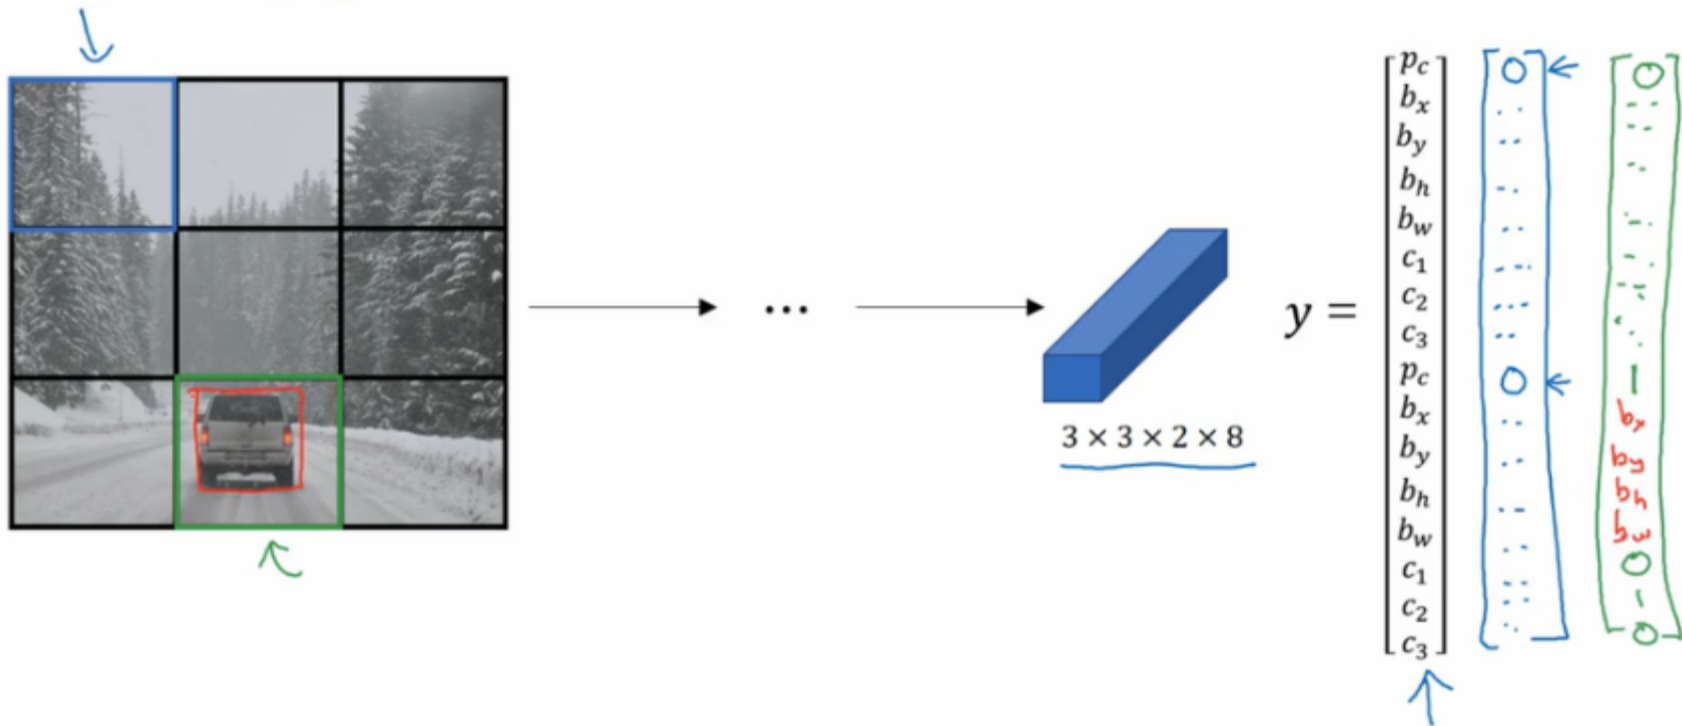 ...
3 × 3 × 2 × 8
y =
p_c
b_x
b_y
b_h
b_w
c_1
c_2
c_3
p_c
b_x
b_y
b_h
b_w
c_1
c_2
c_3
0
0
0
1
b_x
b_y
b_h
b_w
0
1
0